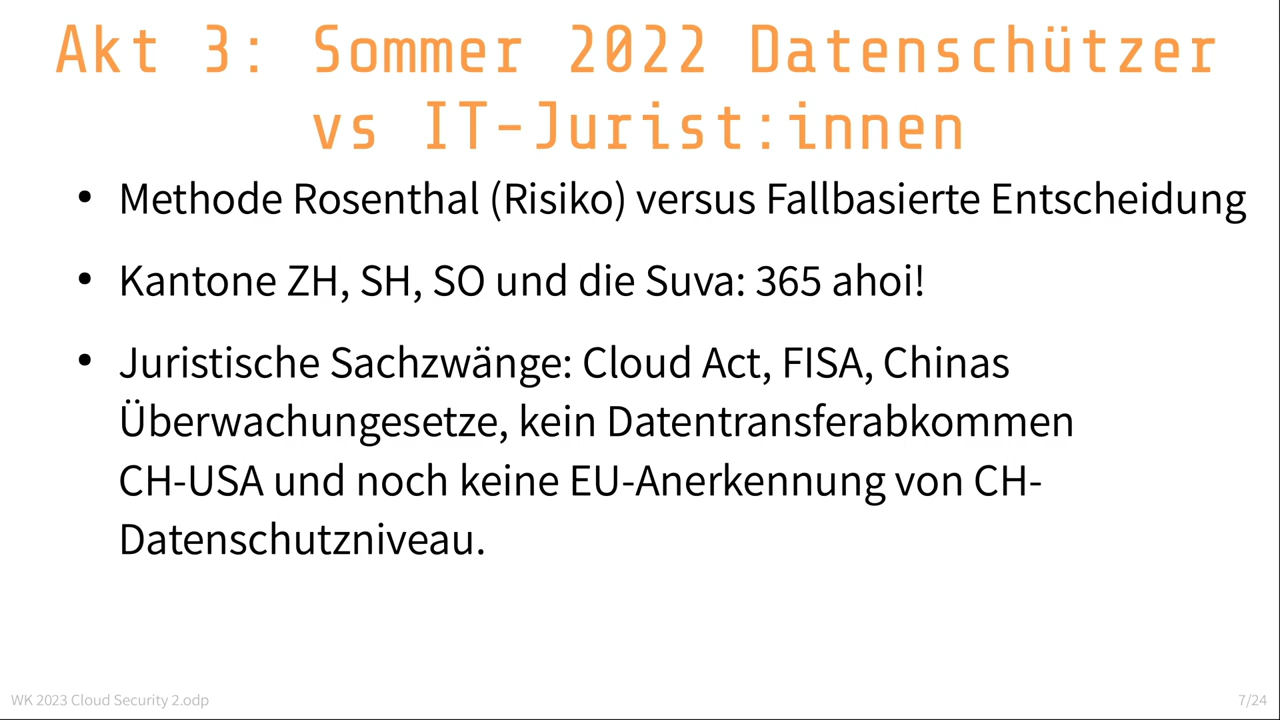 Akt 3: Sommer 2022 Datenschützer
vs IT-Jurist:innen
• Methode Rosenthal (Risiko) versus Fallbasierte Entscheidung
• Kantone ZH, SH, SO und die Suva: 365 ahoi!
• Juristische Sachzwänge: Cloud Act, FISA, Chinas
Überwachungesetze, kein Datentransferabkommen
CH-USA und noch keine EU-Anerkennung von CH-
Datenschutzniveau.
WK 2023 Cloud Security 2.odp
7/24